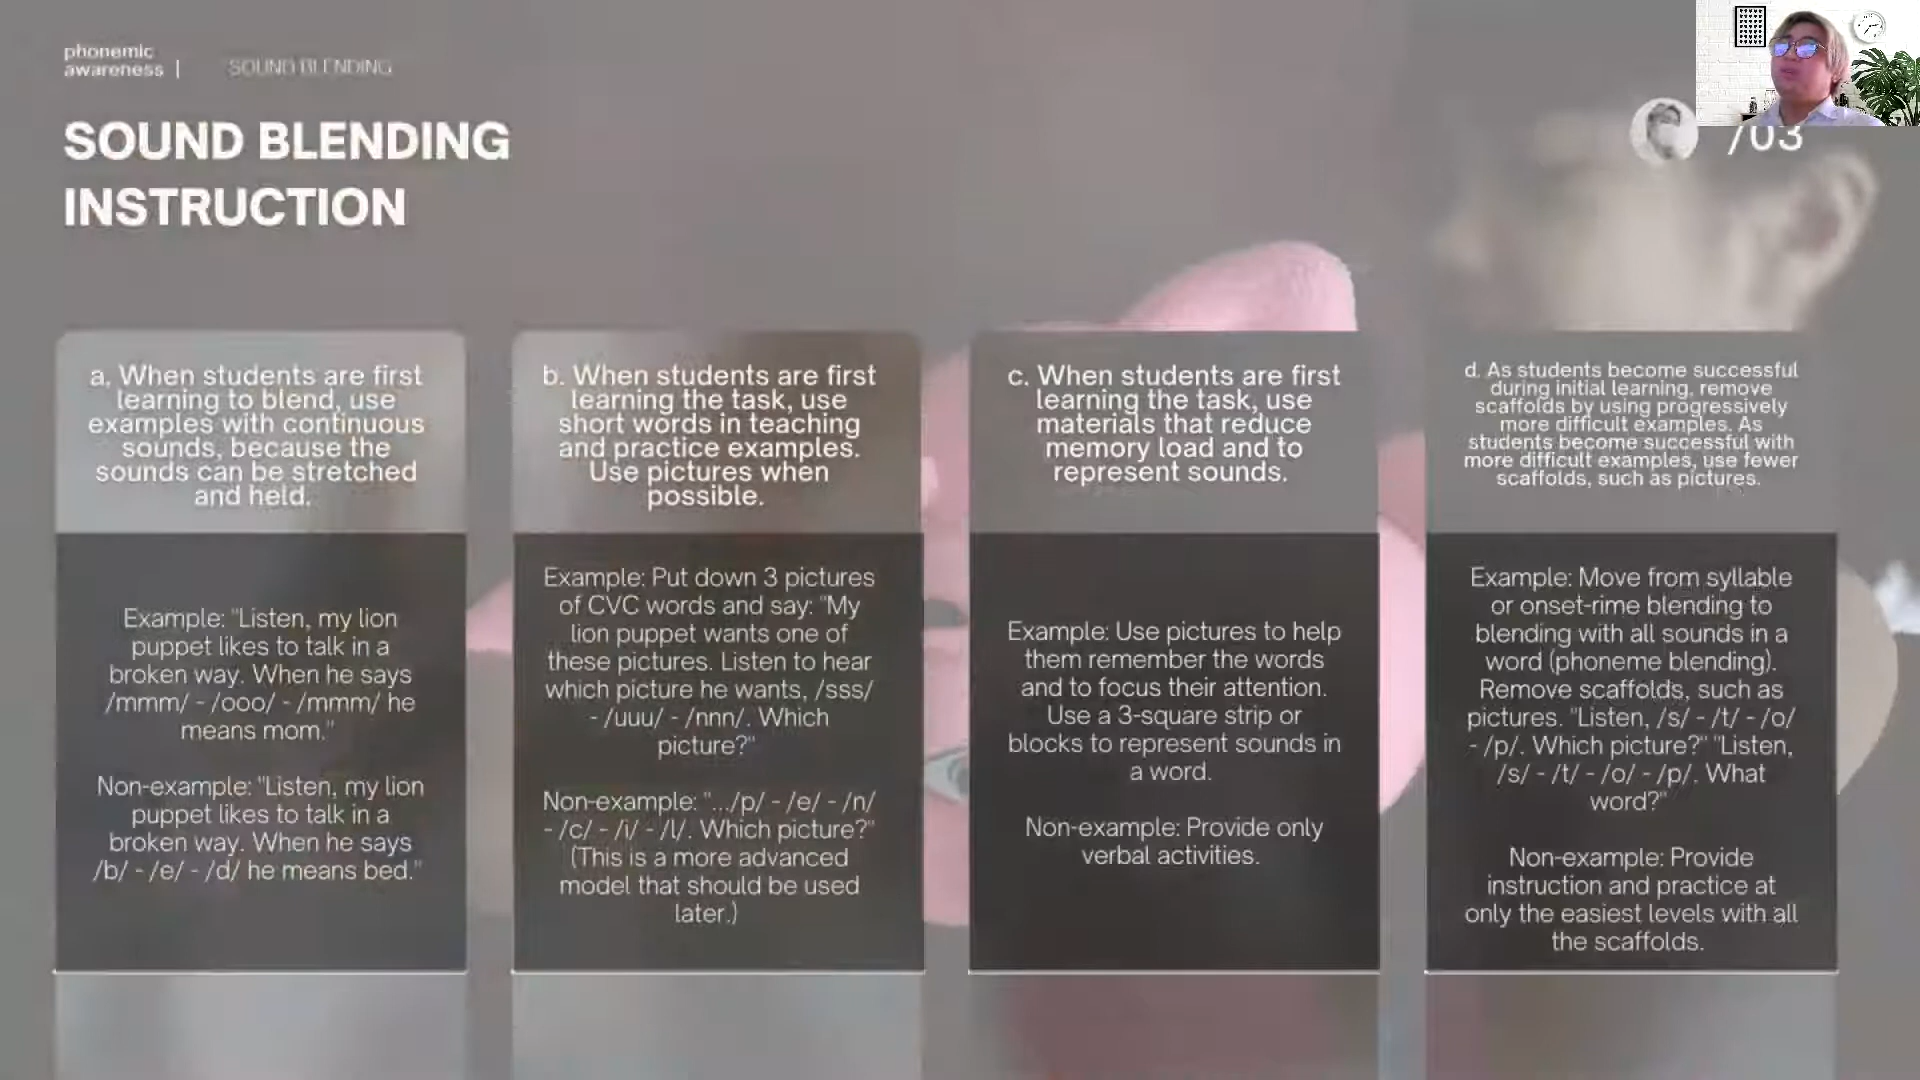 phonemic
awareness |
SOUND BLENDING
SOUND BLENDING
INSTRUCTION
/03
a. When students are first
learning to blend, use
examples with continuous
sounds, because the
sounds can be stretched
and held.
Example: "Listen, my lion
puppet likes to talk in a
broken way. When he says
/mmm/ - /ooo/ - /mmm/ he
means mom."
Non-example: "Listen, my lion
puppet likes to talk in a
broken way. When he says
/b/ - /e/ - /d/ he means bed."
b. When students are first
learning the task, use
short words in teaching
and practice examples.
Use pictures when
possible.
Example: Put down 3 pictures
of CVC words and say: "My
lion puppet wants one of
these pictures. Listen to hear
which picture he wants, /sss/
- /uuu/ - /nnn/. Which
picture?"
Non-example: ".../p/ - /e/ - /n/
- /c/ - /i/ - /l/. Which picture?"
(This is a more advanced
model that should be used
later.)
c. When students are first
learning the task, use
materials that reduce
memory load and to
represent sounds.
Example: Use pictures to help
them remember the words
and to focus their attention.
Use a 3-square strip or
blocks to represent sounds in
a word.
Non-example: Provide only
verbal activities.
d. As students become successful
during initial learning, remove
scaffolds by using progressively
more difficult examples. As
students become successful with
more difficult examples, use fewer
scaffolds, such as pictures.
Example: Move from syllable
or onset-rime blending to
blending with all sounds in a
word (phoneme blending).
Remove scaffolds, such as
pictures. "Listen, /s/ - /t/ - /o/
- /p/. Which picture?" "Listen,
/s/ - /t/ - /o/ - /p/. What
word?"
Non-example: Provide
instruction and practice at
only the easiest levels with all
the scaffolds.